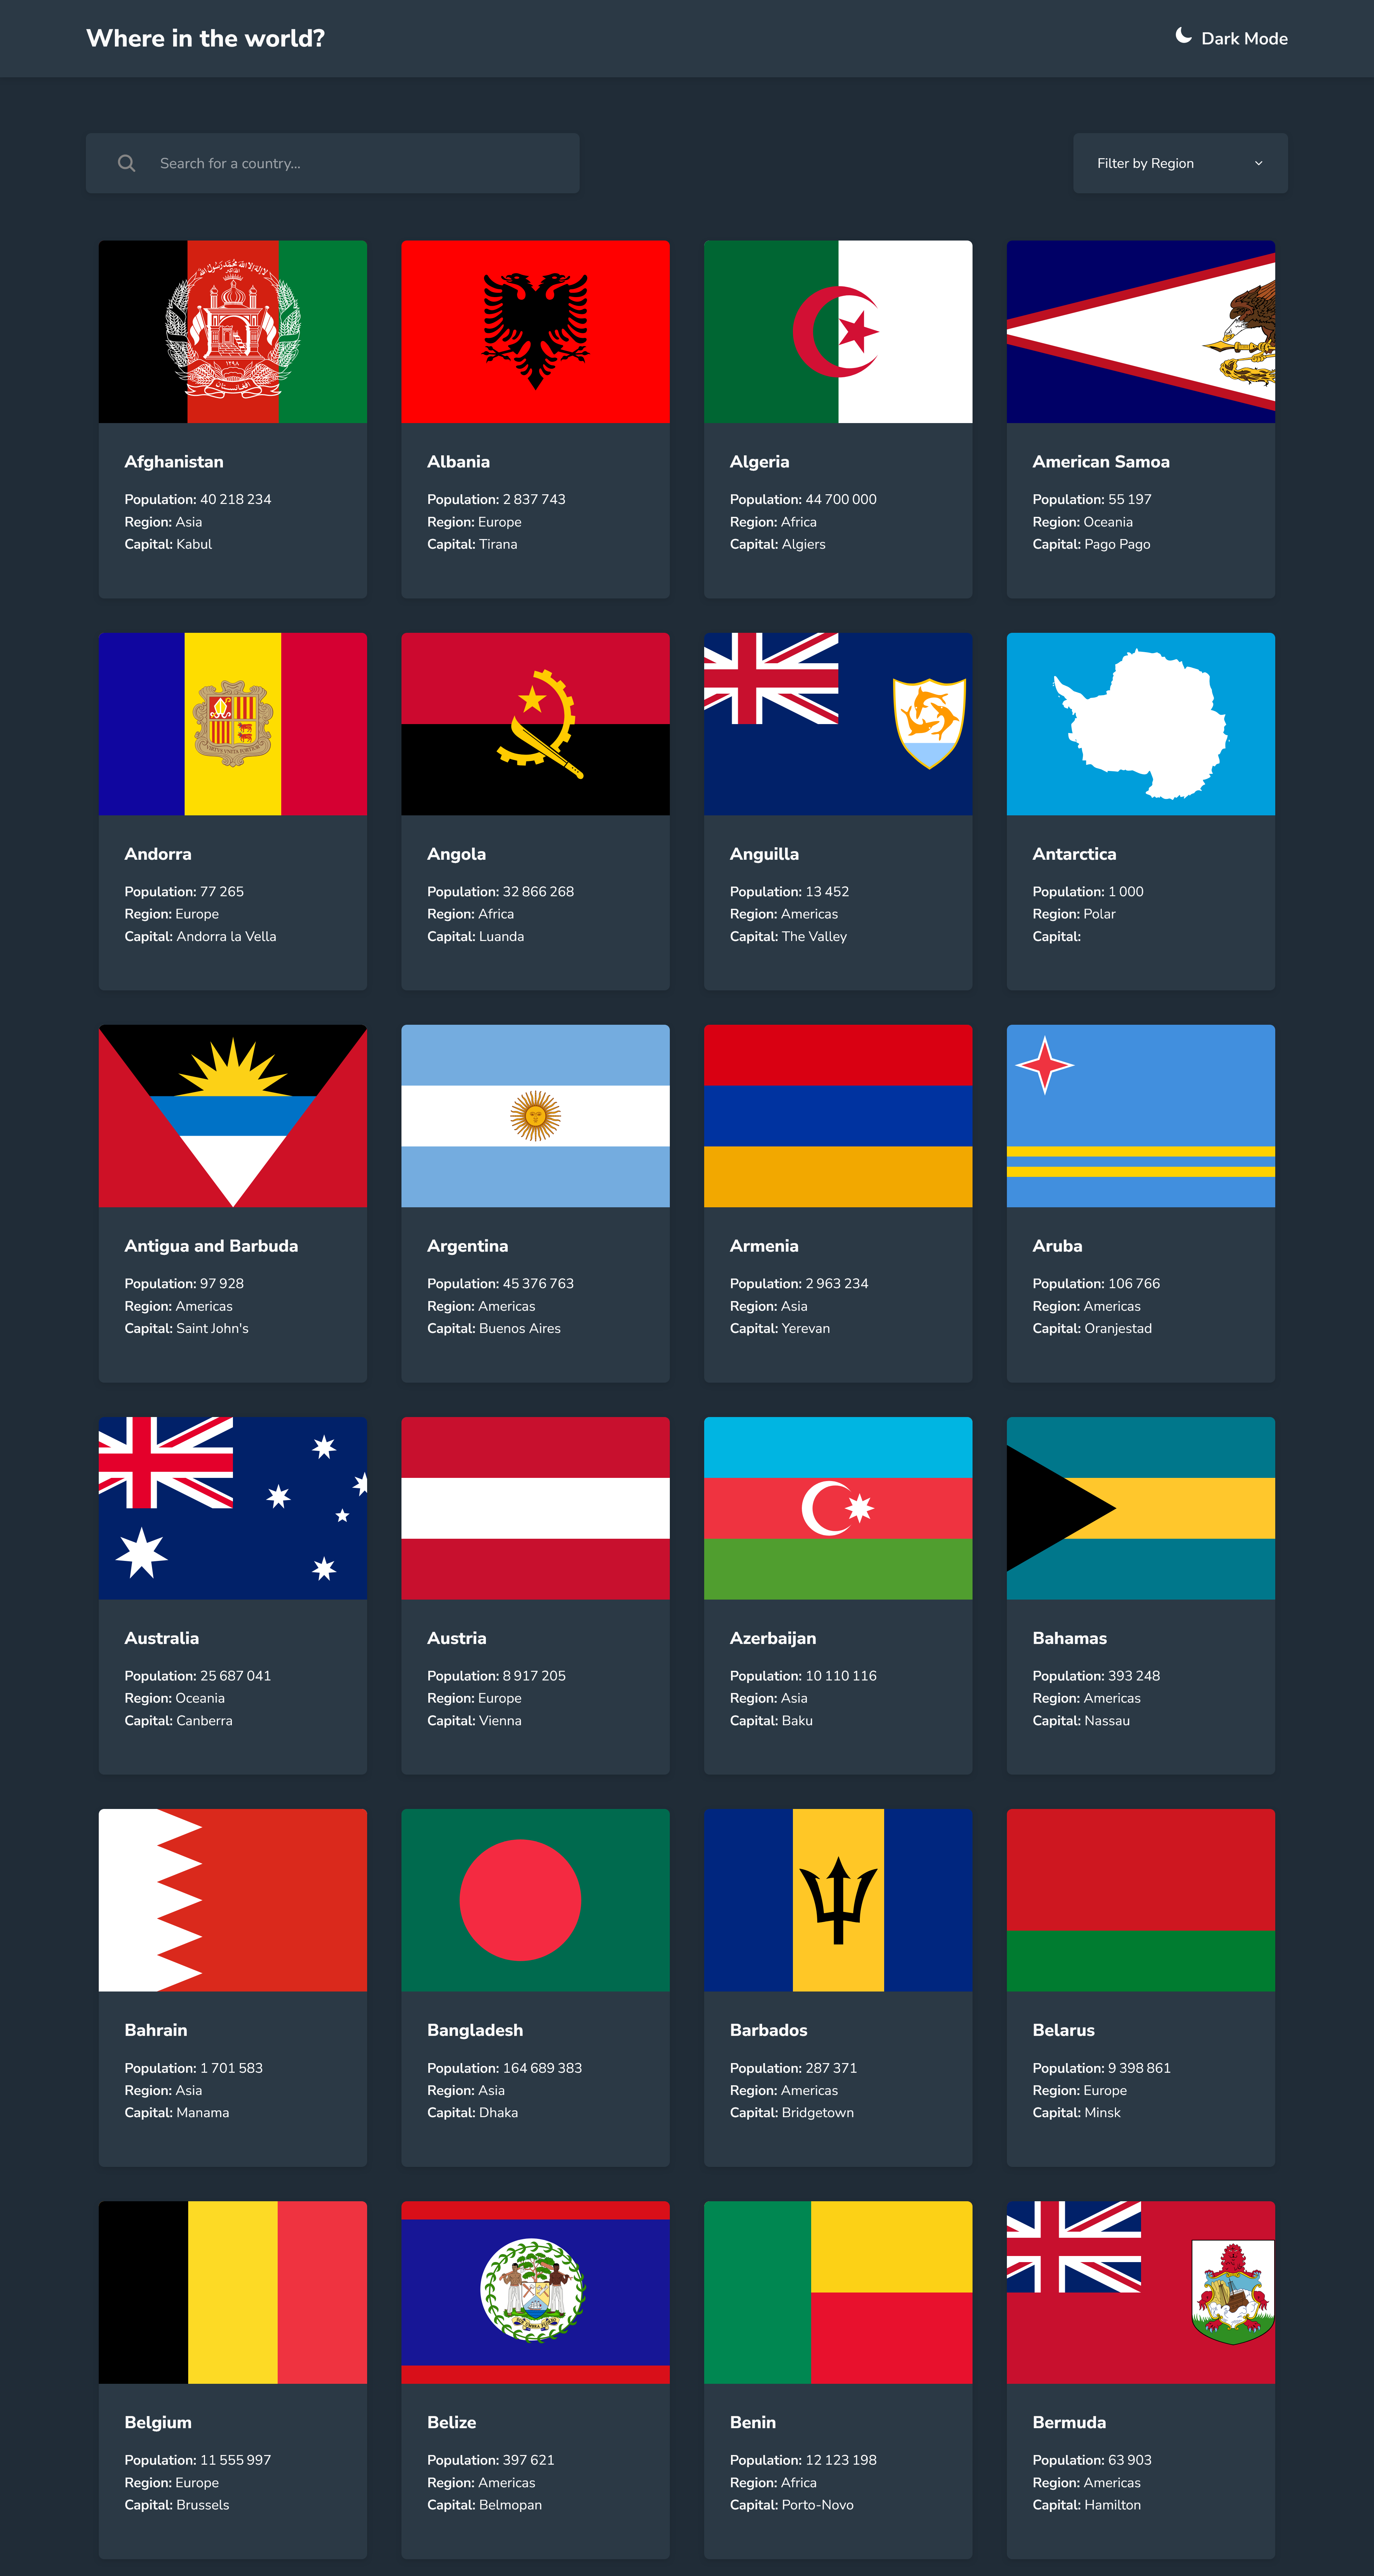 Where in the world?
Dark Mode
Search for a country...
Filter by Region
Afghanistan
Population: 40 218 234
Region: Asia
Capital: Kabul
Albania
Population: 2 837 743
Region: Europe
Capital: Tirana
Algeria
Population: 44 700 000
Region: Africa
Capital: Algiers
American Samoa
Population: 55 197
Region: Oceania
Capital: Pago Pago
Andorra
Population: 77 265
Region: Europe
Capital: Andorra la Vella
Angola
Population: 32 866 268
Region: Africa
Capital: Luanda
Anguilla
Population: 13 452
Region: Americas
Capital: The Valley
Antarctica
Population: 1 000
Region: Polar
Capital:
Antigua and Barbuda
Population: 97 928
Region: Americas
Capital: Saint John's
Argentina
Population: 45 376 763
Region: Americas
Capital: Buenos Aires
Armenia
Population: 2 963 234
Region: Asia
Capital: Yerevan
Aruba
Population: 106 766
Region: Americas
Capital: Oranjestad
Australia
Population: 25 687 041
Region: Oceania
Capital: Canberra
Austria
Population: 8 917 205
Region: Europe
Capital: Vienna
Azerbaijan
Population: 10 110 116
Region: Asia
Capital: Baku
Bahamas
Population: 393 248
Region: Americas
Capital: Nassau
Bahrain
Population: 1 701 583
Region: Asia
Capital: Manama
Bangladesh
Population: 164 689 383
Region: Asia
Capital: Dhaka
Barbados
Population: 287 371
Region: Americas
Capital: Bridgetown
Belarus
Population: 9 398 861
Region: Europe
Capital: Minsk
Belgium
Population: 11 555 997
Region: Europe
Capital: Brussels
Belize
Population: 397 621
Region: Americas
Capital: Belmopan
Benin
Population: 12 123 198
Region: Africa
Capital: Porto-Novo
Bermuda
Population: 63 903
Region: Americas
Capital: Hamilton